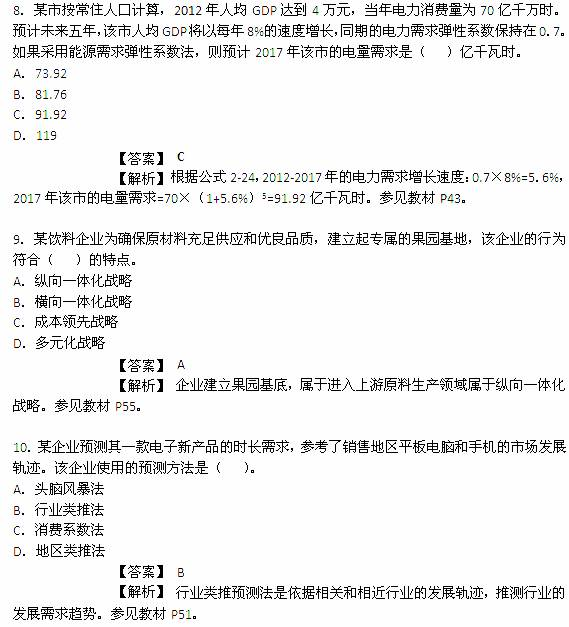 8. 某市按常住人口计算，2012 年人均 GDP 达到 4 万元，当年电力消费量为 70 亿千万时。
预计未来五年，该市人均 GDP 将以每年 8%的速度增长，同期的电力需求弹性系数保持在 0.7。
如果采用能源需求弹性系数法，则预计 2017 年该市的电量需求是（ ）亿千瓦时。
A. 73.92
B. 81.76
C. 91.92
D. 119
【答案】 C
【解析】根据公式 2-24，2012-2017 年的电力需求增长速度：0.7×8%=5.6%，
2017 年该市的电量需求=70×（1+5.6%）⁵=91.92 亿千瓦时。参见教材 P43。
9. 某饮料企业为确保原材料充足供应和优良品质，建立起专属的果园基地，该企业的行为
符合（ ）的特点。
A. 纵向一体化战略
B. 横向一体化战略
C. 成本领先战略
D. 多元化战略
【答案】 A
【解析】 企业建立果园基底，属于进入上游原料生产领域属于纵向一体化
战略。参见教材 P55。
10. 某企业预测其一款电子新产品的时长需求，参考了销售地区平板电脑和手机的市场发展
轨迹。该企业使用的预测方法是（ ）。
A. 头脑风暴法
B. 行业类推法
C. 消费系数法
D. 地区类推法
【答案】 B
【解析】 行业类推预测法是依据相关和相近行业的发展轨迹，推测行业的
发展需求趋势。参见教材 P51。